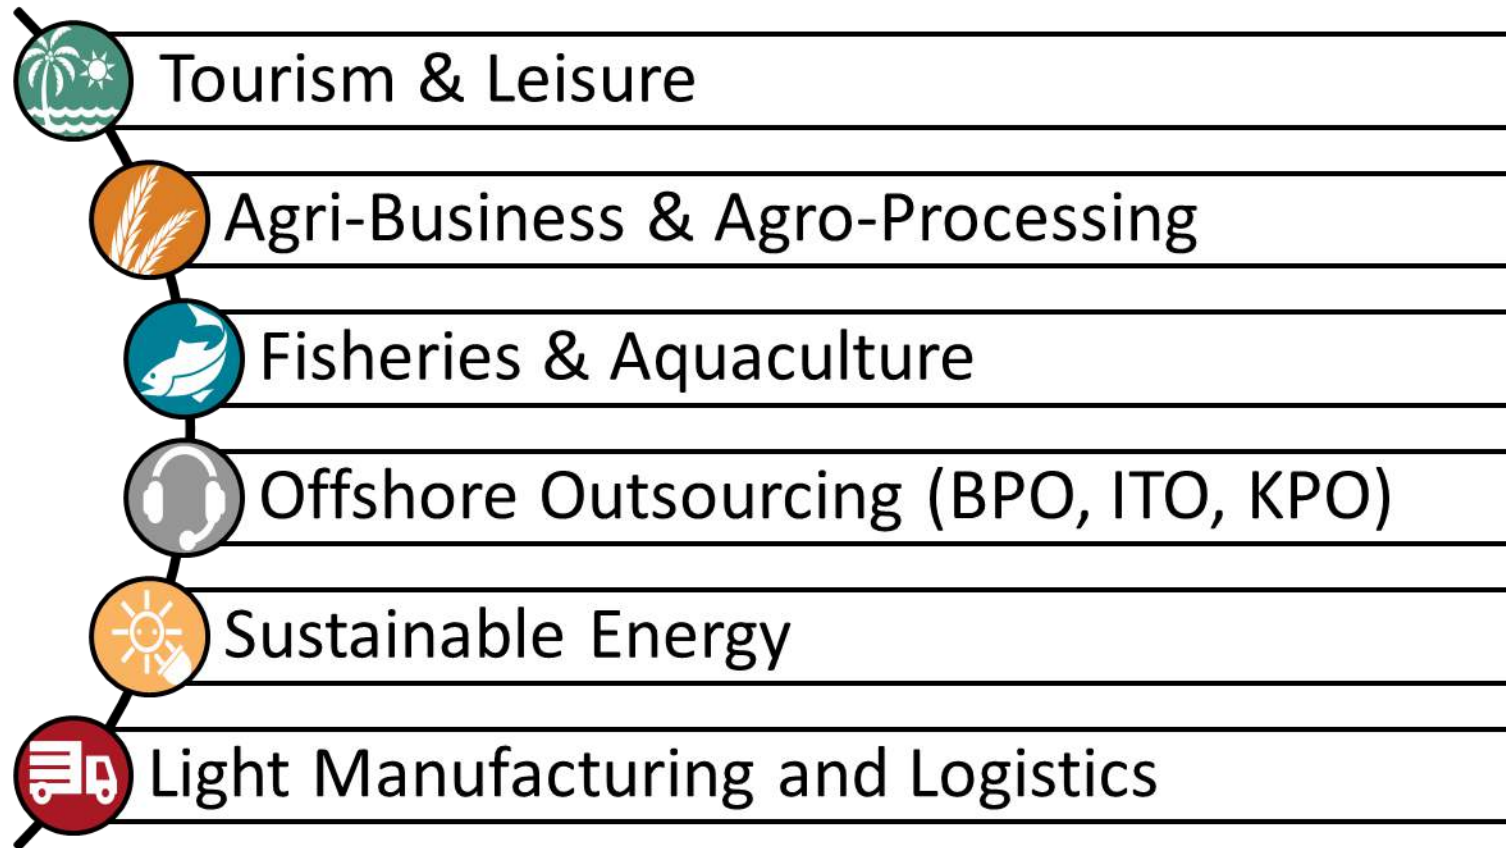 Tourism & Leisure
Agri-Business & Agro-Processing
Fisheries & Aquaculture
Offshore Outsourcing (BPO, ITO, KPO)
Sustainable Energy
Light Manufacturing and Logistics